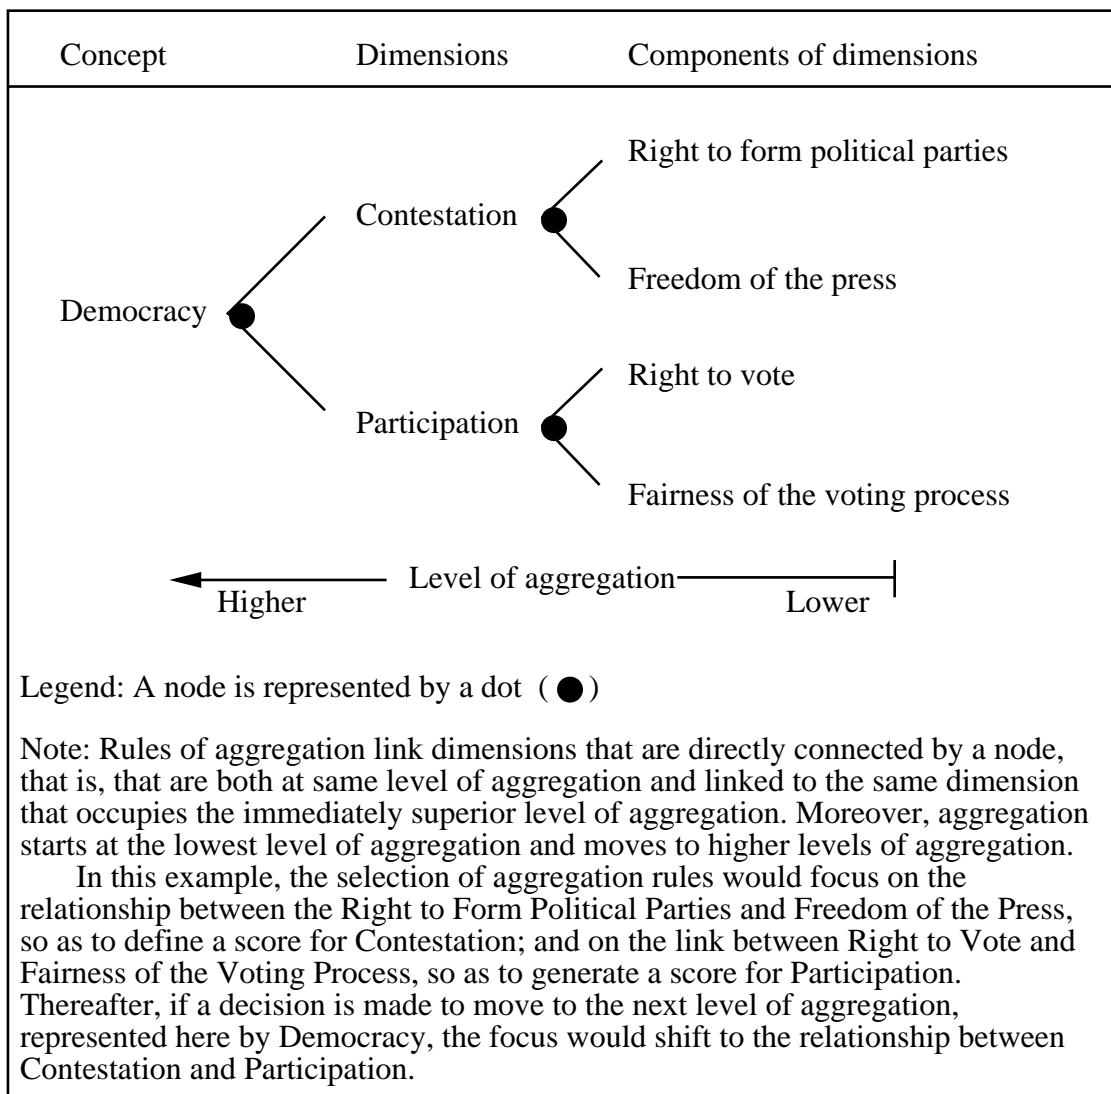 Concept Dimensions Components of dimensions
Right to form political parties
Contestation
Freedom of the press
Democracy
Right to vote
Participation
Fairness of the voting process
Level of aggregation
Higher Lower
Legend: A node is represented by a dot (●)
Note: Rules of aggregation link dimensions that are directly connected by a node,
that is, that are both at same level of aggregation and linked to the same dimension
that occupies the immediately superior level of aggregation. Moreover, aggregation
starts at the lowest level of aggregation and moves to higher levels of aggregation.
In this example, the selection of aggregation rules would focus on the
relationship between the Right to Form Political Parties and Freedom of the Press,
so as to define a score for Contestation; and on the link between Right to Vote and
Fairness of the Voting Process, so as to generate a score for Participation.
Thereafter, if a decision is made to move to the next level of aggregation,
represented here by Democracy, the focus would shift to the relationship between
Contestation and Participation.